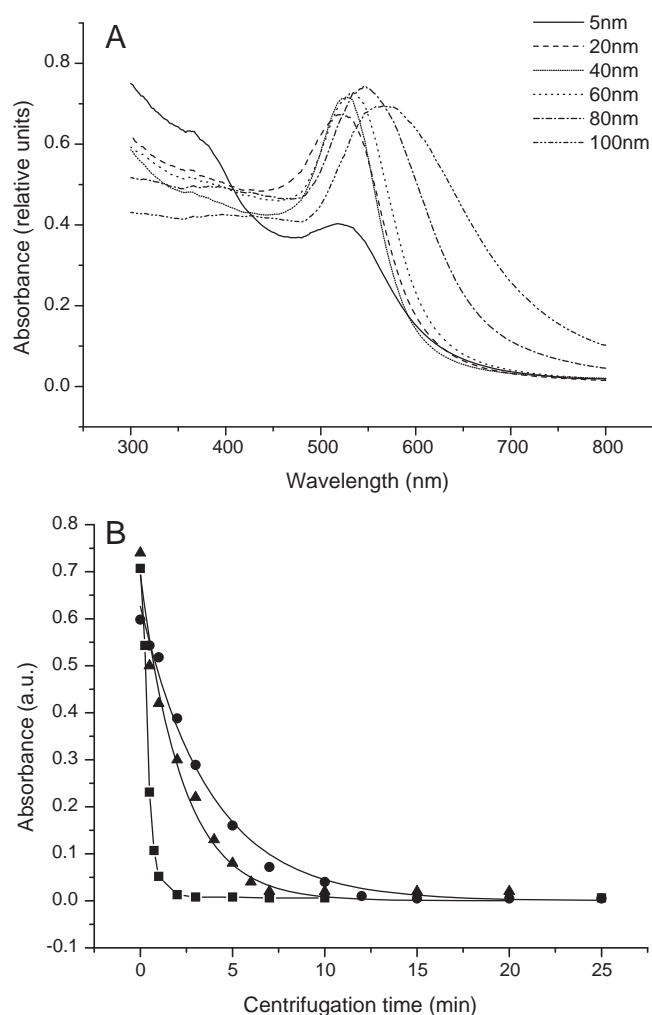 A
5nm
20nm
40nm
60nm
80nm
100nm
0.8
0.6
0.4
0.2
0.0
Absorbance (relative units)
300 400 500 600 700 800
Wavelength (nm)
B
0.8
0.7
0.6
0.5
0.4
0.3
0.2
0.1
0.0
-0.1
Absorbance (a.u.)
0 5 10 15 20 25
Centrifugation time (min)